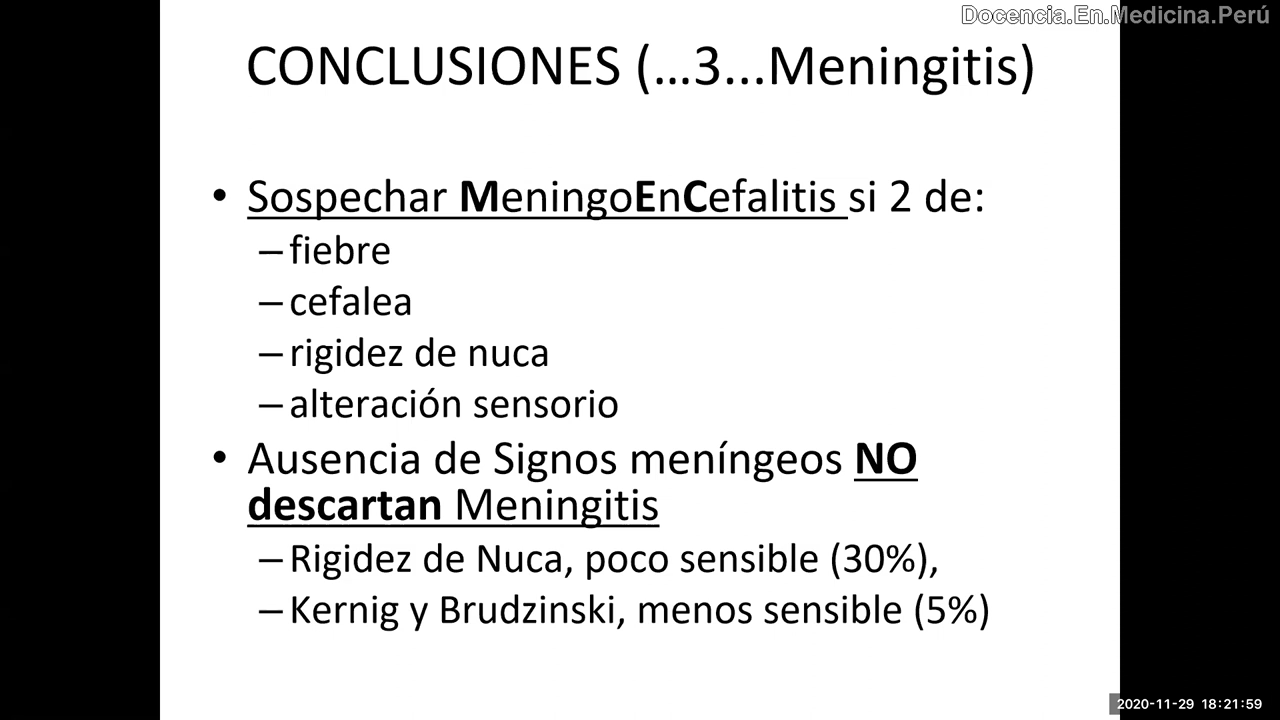 Docencia.En.Medicina.Perú
CONCLUSIONES (...3...Meningitis)
• Sospechar MeningoEnCefalitis si 2 de:
– fiebre
– cefalea
– rigidez de nuca
– alteración sensorio
• Ausencia de Signos meníngeos NO
descartan Meningitis
– Rigidez de Nuca, poco sensible (30%),
– Kernig y Brudzinski, menos sensible (5%)
2020-11-29 18:21:59